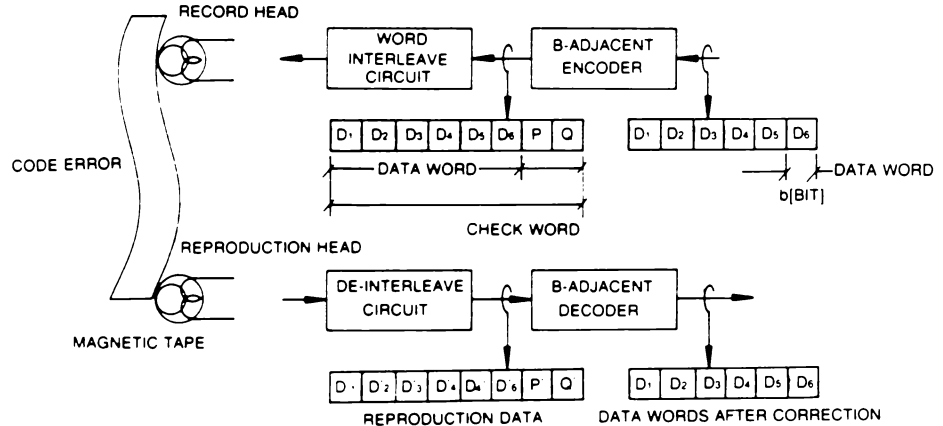 RECORD HEAD
WORD INTERLEAVE CIRCUIT
B-ADJACENT ENCODER
D1 D2 D3 D4 D5 D6 P Q
D1 D2 D3 D4 D5 D6
CODE ERROR
DATA WORD
DATA WORD
b[BIT]
CHECK WORD
REPRODUCTION HEAD
DE-INTERLEAVE CIRCUIT
B-ADJACENT DECODER
MAGNETIC TAPE
D'1 D'2 D'3 D'4 D4' D'6 P' Q'
D1 D2 D3 D4 D5 D6
REPRODUCTION DATA
DATA WORDS AFTER CORRECTION